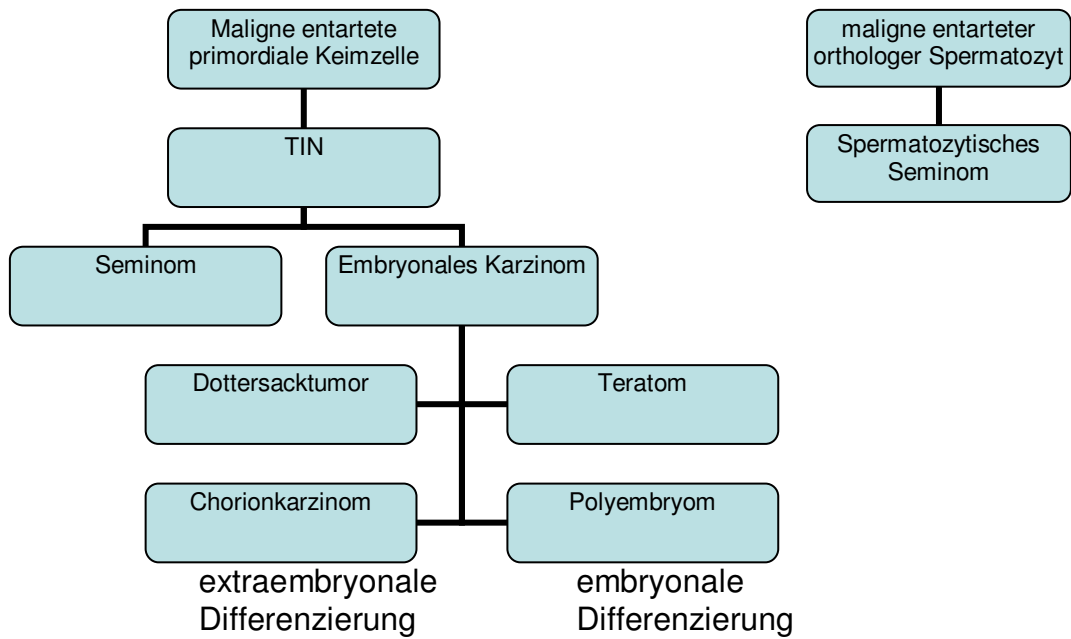 Maligne entartete
primordiale Keimzelle
maligne entarteter
orthologer Spermatozyt
TIN
Spermatozytisches
Seminom
Seminom
Embryonales Karzinom
Dottersacktumor
Teratom
Chorionkarzinom
Polyembryom
extraembryonale
Differenzierung
embryonale
Differenzierung